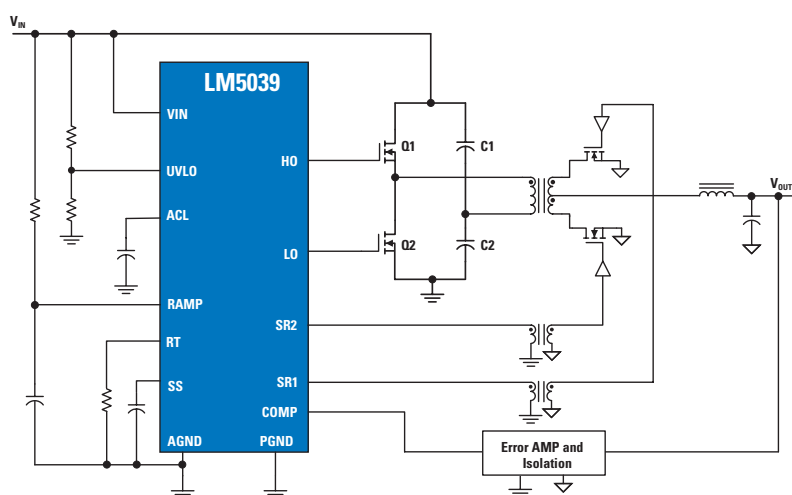 VIN
LM5039
VIN
HO
Q1
C1
UVLO
VOUT
ACL
LO
Q2
C2
RAMP
SR2
RT
SS
SR1
COMP
AGND
PGND
Error AMP and
Isolation